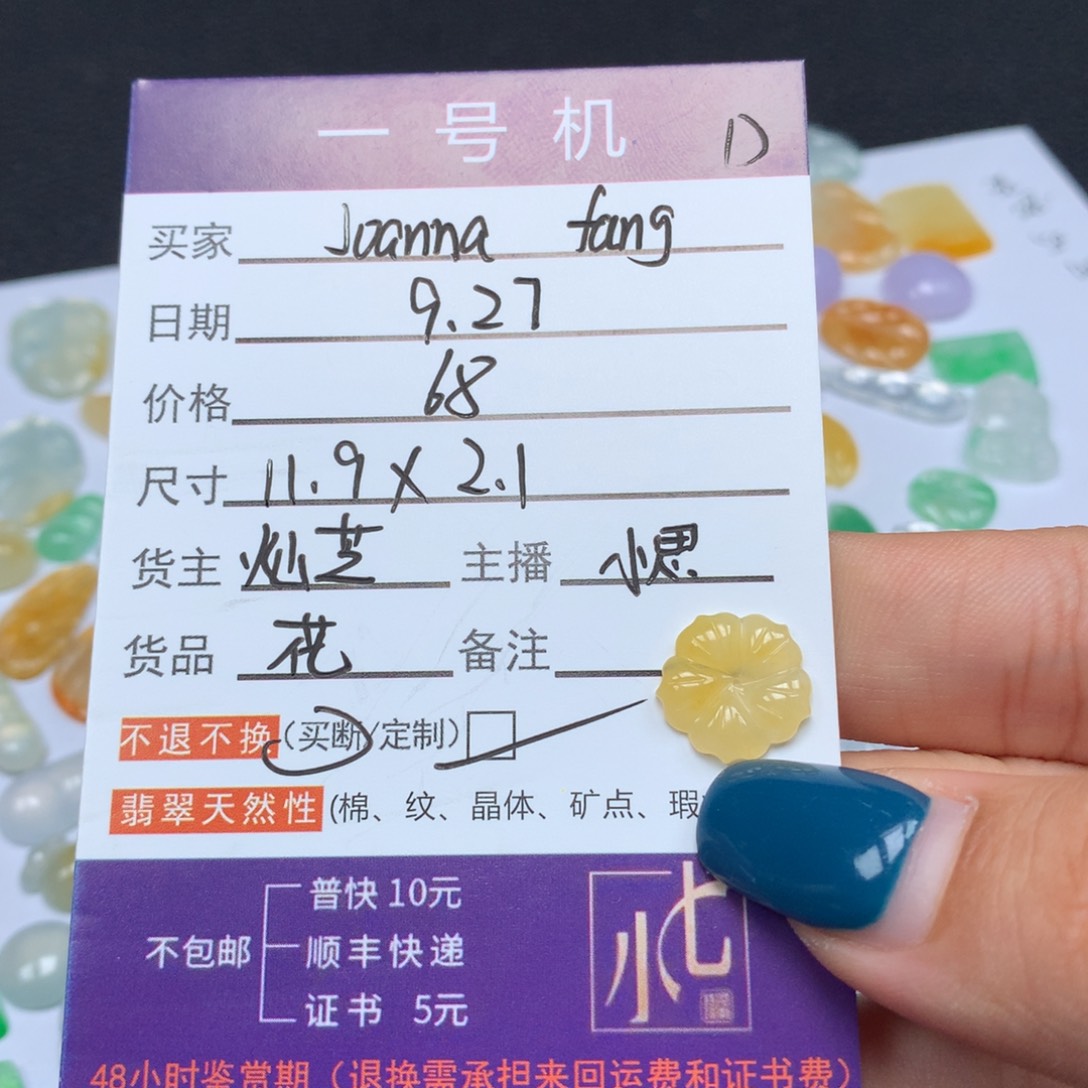 一号机 D
买家 Joanna fang
日期 9.27
价格 68
尺寸 11.9 X 2.1
货主 灿芝 主播 小思
货品 花 备注
不退不换 (买断/定制)
翡翠天然性 (棉、纹、晶体、矿点、瑕
普快 10元
不包邮 顺丰快递
证书 5元
小七
48小时鉴赏期（退换需承担来回运费和证书费）